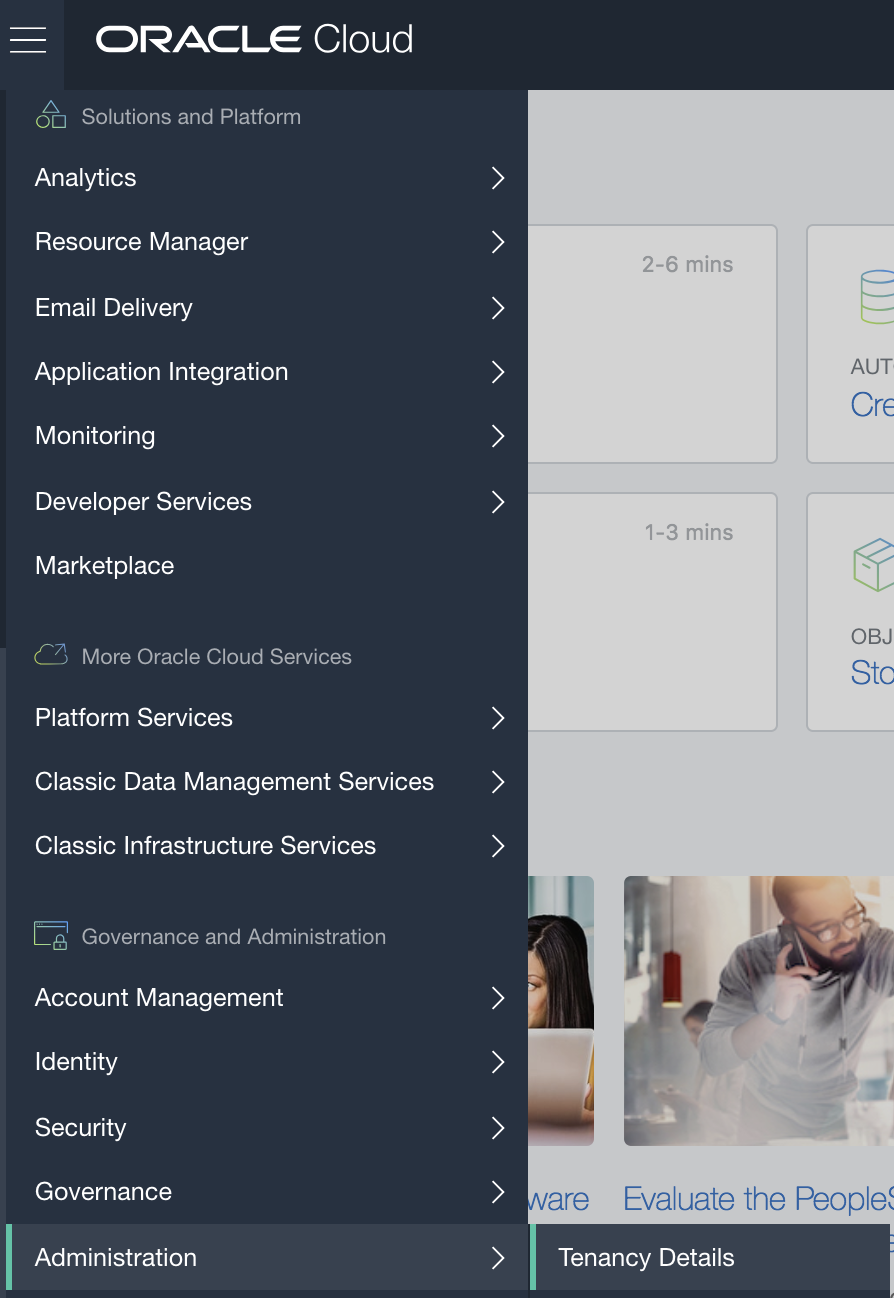 ORACLE Cloud
Solutions and Platform
Analytics
Resource Manager
Email Delivery
Application Integration
Monitoring
Developer Services
Marketplace
More Oracle Cloud Services
Platform Services
Classic Data Management Services
Classic Infrastructure Services
Governance and Administration
Account Management
Identity
Security
Governance
Administration
Tenancy Details
2-6 mins
AUT
Cre
1-3 mins
OBJ
Sto
ware
Evaluate the PeopleS